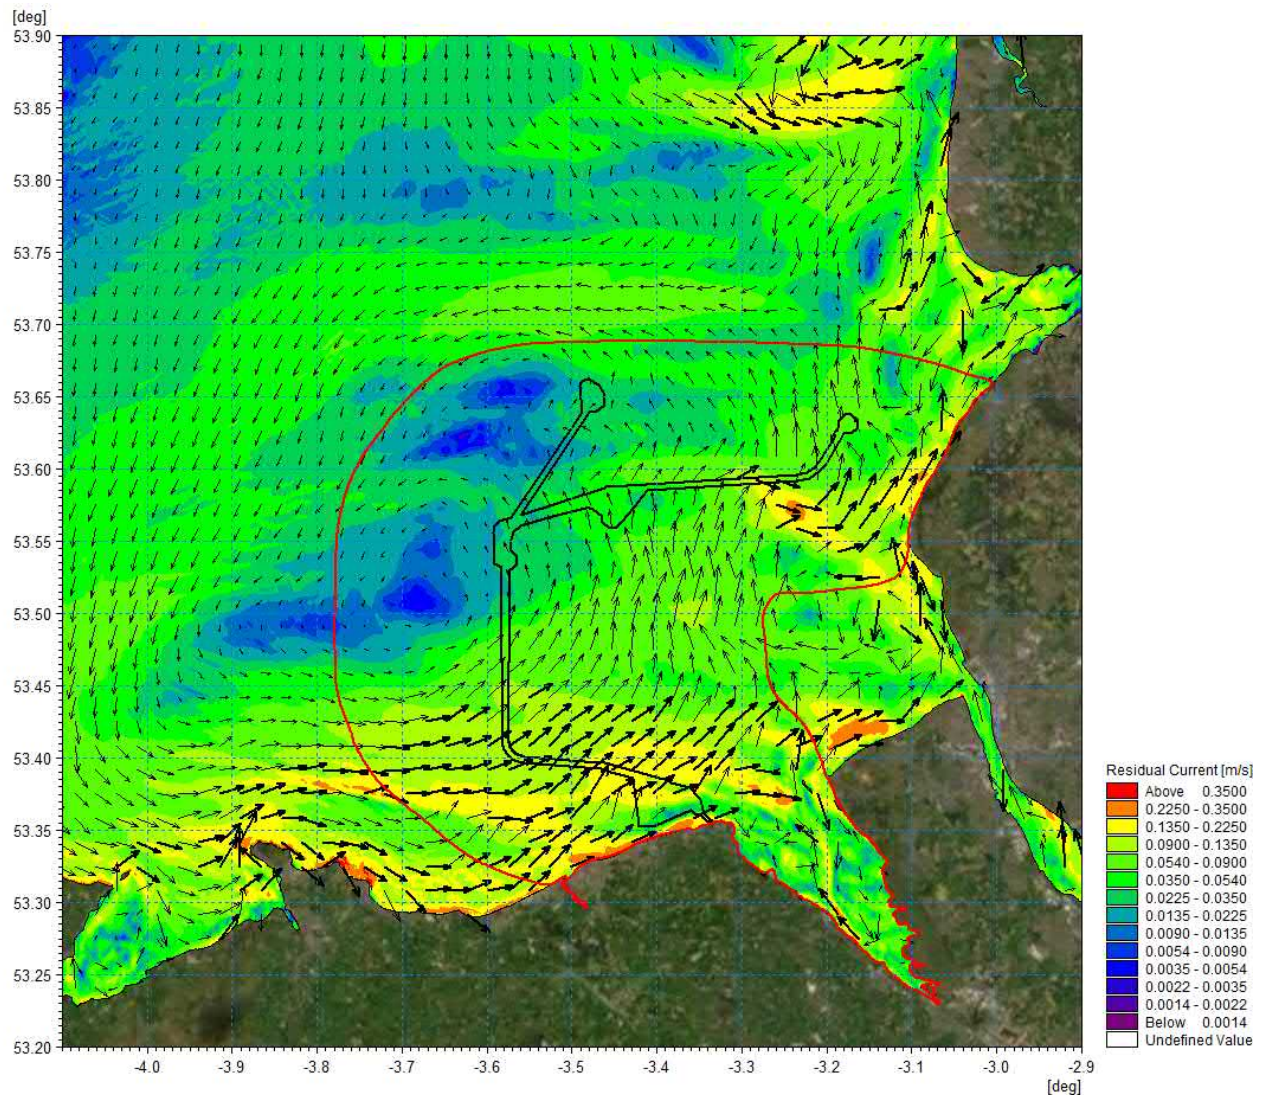 [deg]
53.90
53.85
53.80
53.75
53.70
53.65
53.60
53.55
53.50
53.45
53.40
53.35
53.30
53.25
53.20
-4.0 -3.9 -3.8 -3.7 -3.6 -3.5 -3.4 -3.3 -3.2 -3.1 -3.0 -2.9
[deg]
Residual Current [m/s]
Above 0.3500
0.2250 - 0.3500
0.1350 - 0.2250
0.0900 - 0.1350
0.0540 - 0.0900
0.0350 - 0.0540
0.0225 - 0.0350
0.0135 - 0.0225
0.0090 - 0.0135
0.0054 - 0.0090
0.0035 - 0.0054
0.0022 - 0.0035
0.0014 - 0.0022
Below 0.0014
Undefined Value